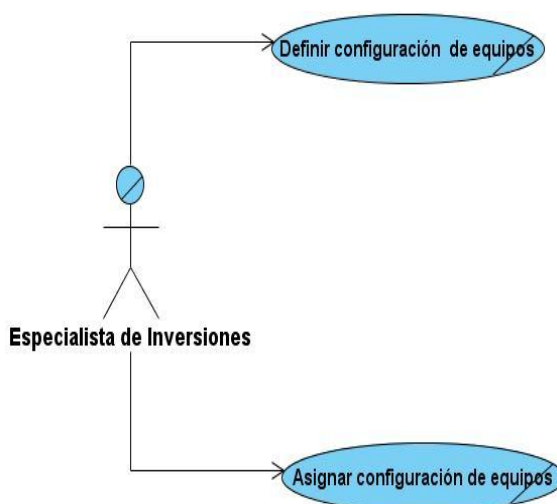 Definir configuración de equipos
Especialista de Inversiones
Asignar configuración de equipos